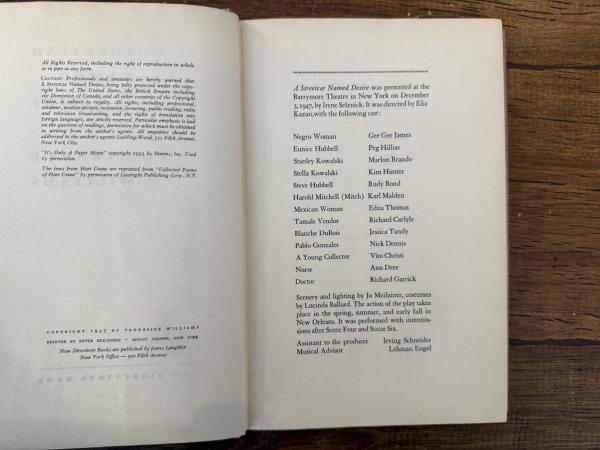 All Rights Reserved, including the right of reproduction in whole
or in part in any form.
CAUTION: Professionals and amateurs are hereby warned that
A Streetcar Named Desire, being fully protected under the copy-
right laws of The United States, the British Empire including
the Dominion of Canada, and all other countries of the Copyright
Union, is subject to royalty. All rights, including professional,
amateur, motion-picture, recitation, lecturing, public reading, radio
and television broadcasting, and the rights of translation into
foreign languages, are strictly reserved. Particular emphasis is laid
on the question of readings, permission for which must be obtained
in writing from the author's agent. All enquiries should be
addressed to the author's agents: Liebling-Wood, 551 Fifth Avenue,
New York City.
"It's Only A Paper Moon" copyright 1933 by Harms, Inc. Used
by permission.
The lines from Hart Crane are reprinted from "Collected Poems
of Hart Crane" by permission of Liveright Publishing Corp., N.Y.
COPYRIGHT 1947 BY TENNESSEE WILLIAMS
PRINTED BY PETER BEILENSON · MOUNT VERNON, NEW YORK
New Directions Books are published by James Laughlin
New York Office — 500 Fifth Avenue
A Streetcar Named Desire was presented at the
Barrymore Theatre in New York on December
3, 1947, by Irene Selznick. It was directed by Elia
Kazan,with the following cast:
Negro Woman Gee Gee James
Eunice Hubbell Peg Hillias
Stanley Kowalski Marlon Brando
Stella Kowalski Kim Hunter
Steve Hubbell Rudy Bond
Harold Mitchell (Mitch) Karl Malden
Mexican Woman Edna Thomas
Tamale Vendor Richard Carlyle
Blanche DuBois Jessica Tandy
Pablo Gonzales Nick Dennis
A Young Collector Vito Christi
Nurse Ann Dere
Doctor Richard Garrick
Scenery and lighting by Jo Meilziner, costumes
by Lucinda Ballard. The action of the play takes
place in the spring, summer, and early fall in
New Orleans. It was performed with intermis-
sions after Scene Four and Scene Six.
Assistant to the producer Irving Schneider
Musical Advisor Lehman Engel